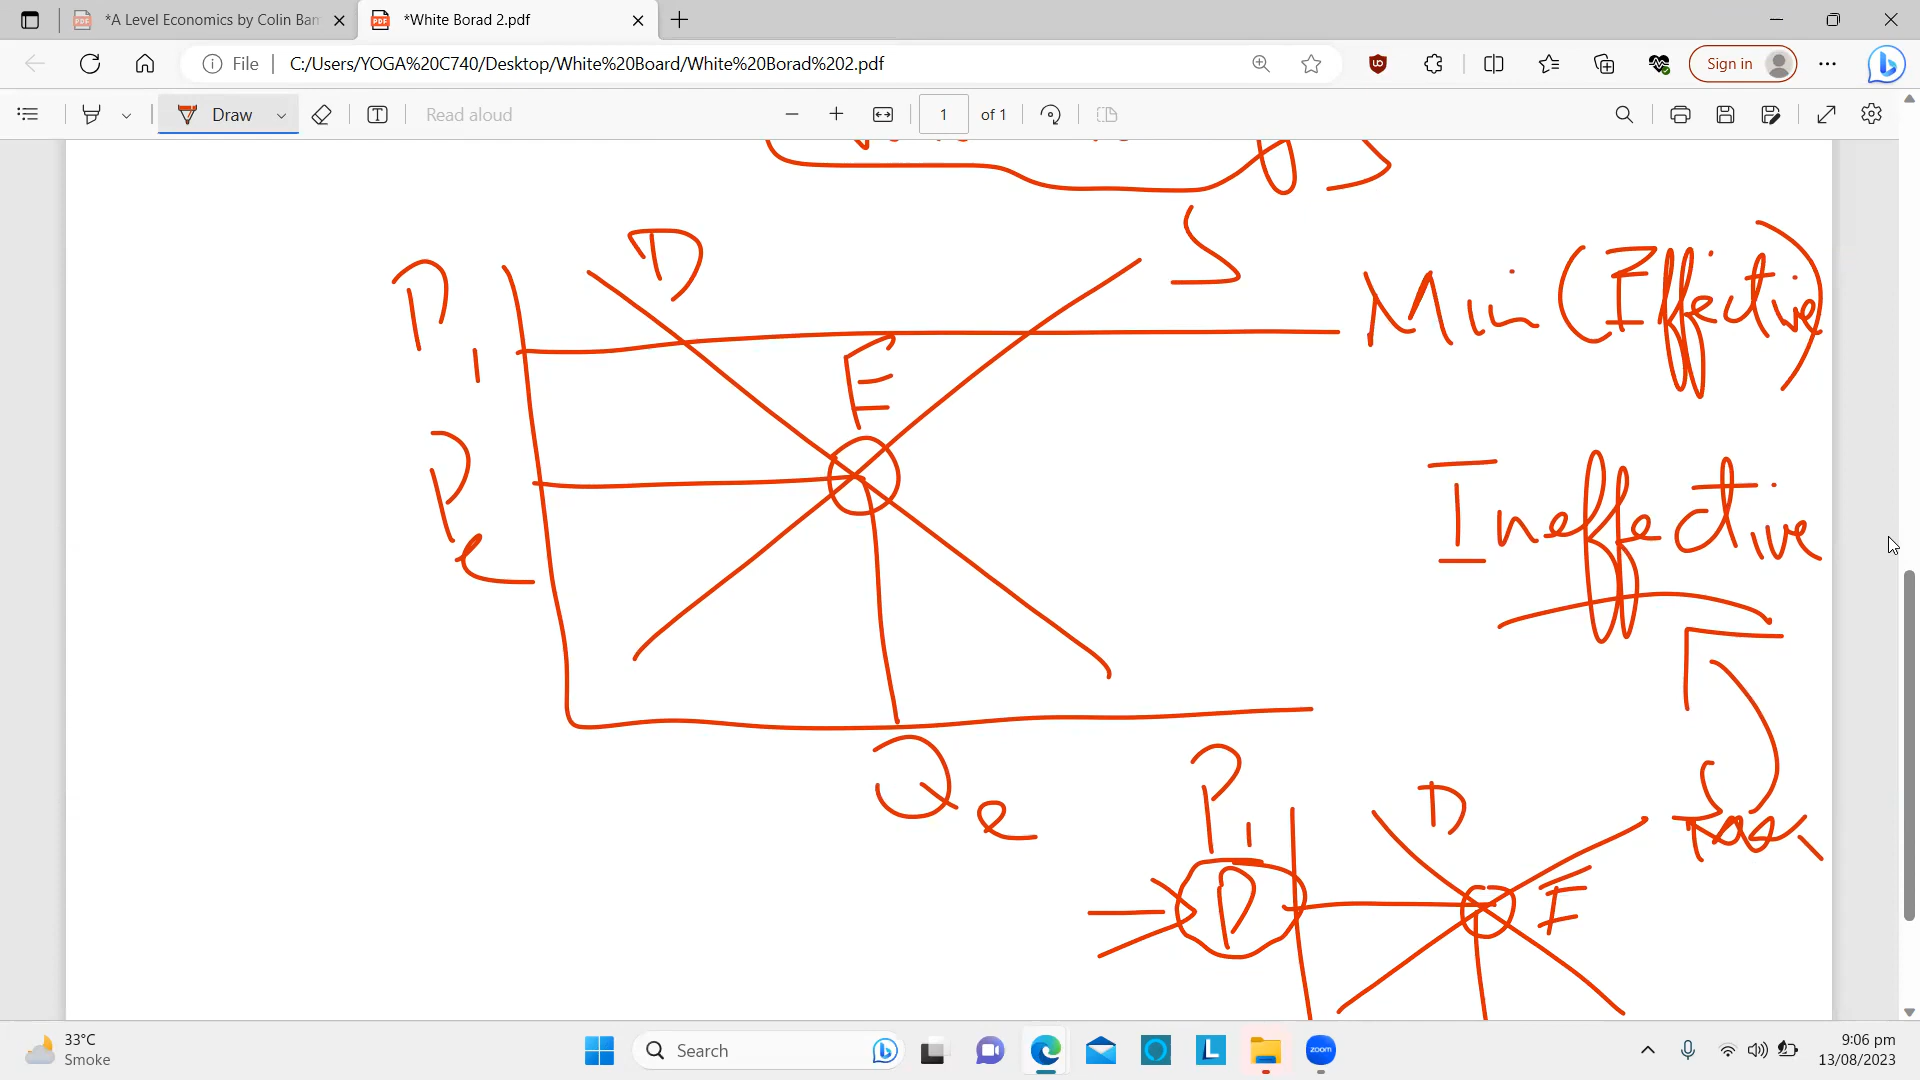 *A Level Economics by Colin Bam
*White Borad 2.pdf
File
C:/Users/YOGA%20C740/Desktop/White%20Board/White%20Borad%202.pdf
Sign in
Draw
Read aloud
1 of 1
D
S
P1
Min (Effective)
E
Pe
Ineffective
Qe
P1
D
P
E
33°C
Smoke
Search
zoom
9:06 pm
13/08/2023